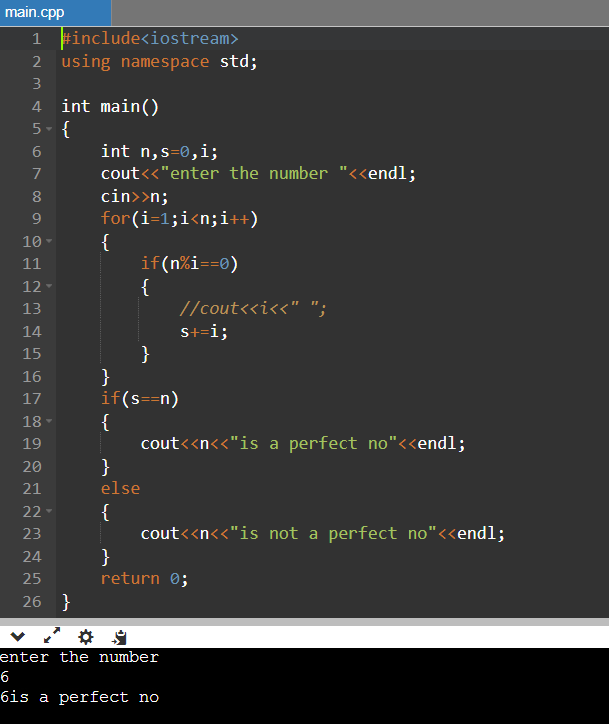 main.cpp
1 #include<iostream>
2 using namespace std;
3
4 int main()
5 {
6 int n,s=0,i;
7 cout<<"enter the number "<<endl;
8 cin>>n;
9 for(i=1;i<n;i++)
10 {
11 if(n%i==0)
12 {
13 //cout<<i<<" ";
14 s+=i;
15 }
16 }
17 if(s==n)
18 {
19 cout<<n<<"is a perfect no"<<endl;
20 }
21 else
22 {
23 cout<<n<<"is not a perfect no"<<endl;
24 }
25 return 0;
26 }
enter the number
6
6is a perfect no